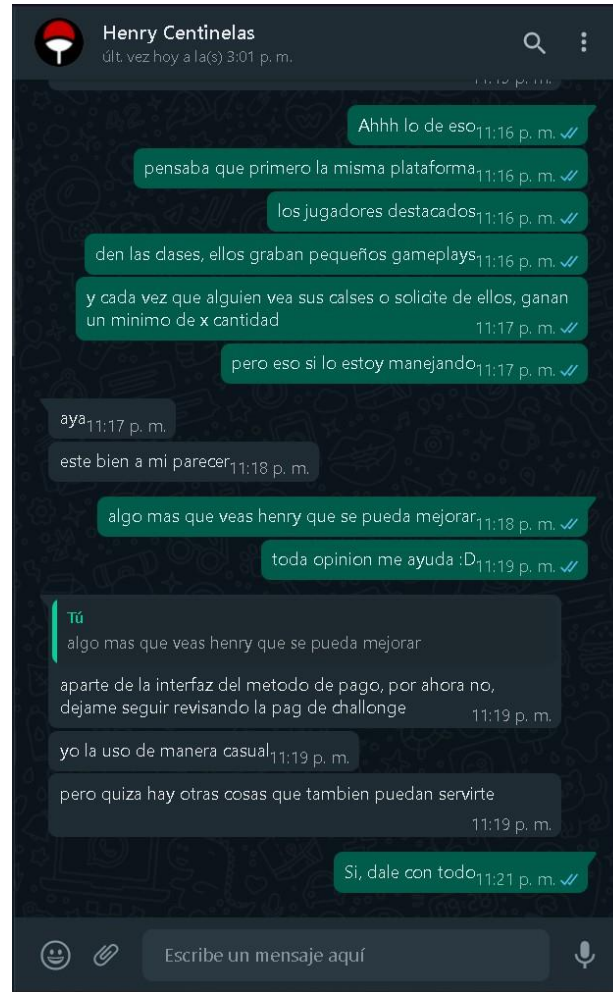 Henry Centinelas
últ. vez hoy a la(s) 3:01 p. m.
11:15 p. m.
Ahhh lo de eso 11:16 p. m.
pensaba que primero la misma plataforma 11:16 p. m.
los jugadores destacados 11:16 p. m.
den las clases, ellos graban pequeños gameplays 11:16 p. m.
y cada vez que alguien vea sus calses o solicite de ellos, ganan
un minimo de x cantidad 11:17 p. m.
pero eso si lo estoy manejando 11:17 p. m.
aya 11:17 p. m.
este bien a mi parecer 11:18 p. m.
algo mas que veas henry que se pueda mejorar 11:18 p. m.
toda opinion me ayuda :D 11:19 p. m.
Tú
algo mas que veas henry que se pueda mejorar
aparte de la interfaz del metodo de pago, por ahora no,
dejame seguir revisando la pag de challonge 11:19 p. m.
yo la uso de manera casual 11:19 p. m.
pero quiza hay otras cosas que tambien puedan servirte
11:19 p. m.
Si, dale con todo 11:21 p. m.
Escribe un mensaje aquí